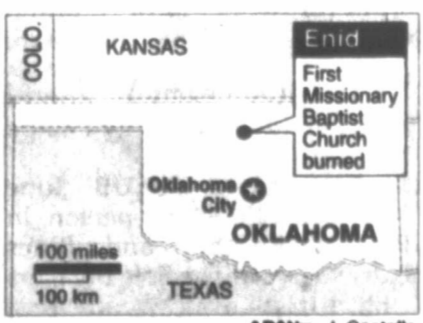 COLO.
KANSAS
Enid
First
Missionary
Baptist
Church
burned
Oklahoma
City
OKLAHOMA
100 miles
100 km
TEXAS